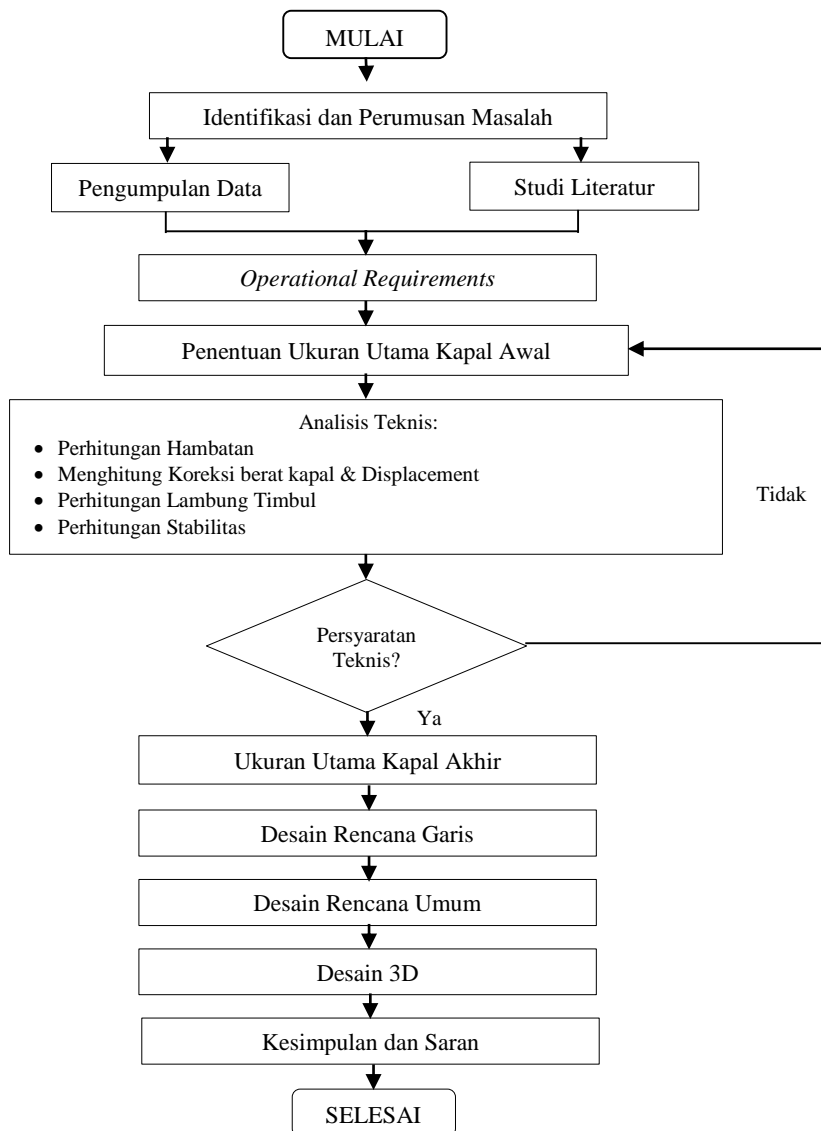 MULAI
Identifikasi dan Perumusan Masalah
Pengumpulan Data
Studi Literatur
Operational Requirements
Penentuan Ukuran Utama Kapal Awal
Analisis Teknis:
• Perhitungan Hambatan
• Menghitung Koreksi berat kapal & Displacement
• Perhitungan Lambung Timbul
• Perhitungan Stabilitas
Tidak
Persyaratan
Teknis?
Ya
Ukuran Utama Kapal Akhir
Desain Rencana Garis
Desain Rencana Umum
Desain 3D
Kesimpulan dan Saran
SELESAI